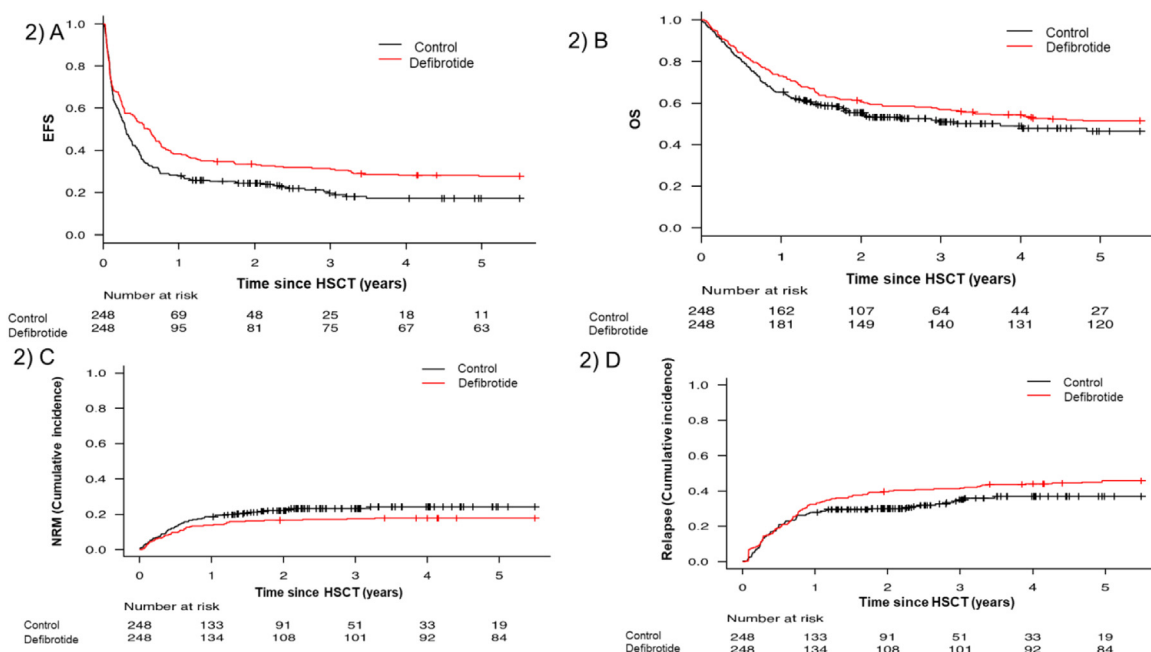 2) A
Control
Defibrotide
EFS
1.0
0.8
0.6
0.4
0.2
0.0
0 1 2 3 4 5
Time since HSCT (years)
Number at risk
Control 248 69 48 25 18 11
Defibrotide 248 95 81 75 67 63
2) B
Control
Defibrotide
OS
1.0
0.8
0.6
0.4
0.2
0.0
0 1 2 3 4 5
Time since HSCT (years)
Number at risk
Control 248 162 107 64 44 27
Defibrotide 248 181 149 140 131 120
2) C
Control
Defibrotide
NRM (Cumulative incidence)
1.0
0.8
0.6
0.4
0.2
0.0
0 1 2 3 4 5
Time since HSCT (years)
Number at risk
Control 248 133 91 51 33 19
Defibrotide 248 134 108 101 92 84
2) D
Control
Defibrotide
Relapse (Cumulative incidence)
1.0
0.8
0.6
0.4
0.2
0.0
0 1 2 3 4 5
Time since HSCT (years)
Number at risk
Control 248 133 91 51 33 19
Defibrotide 248 134 108 101 92 84